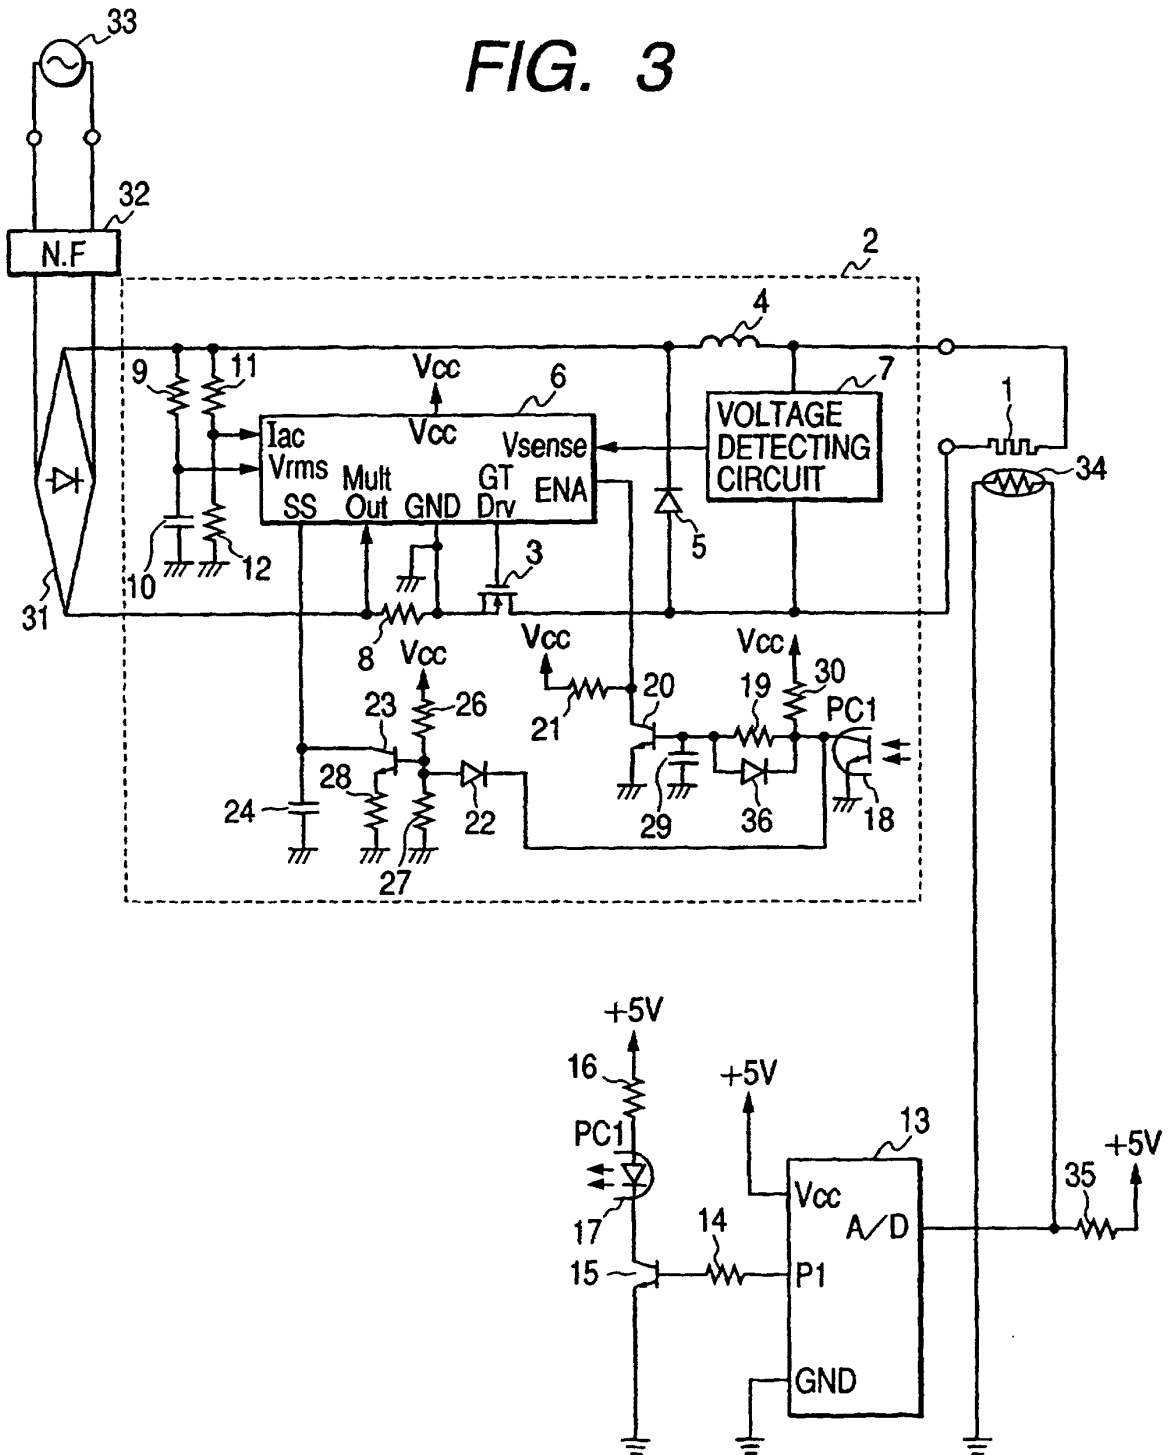 33
FIG. 3
32
N.F
2
4
9
11
Vcc
6
7
1
Iac
Vcc
Vsense
VOLTAGE
DETECTING
CIRCUIT
34
Vrms
Mult
Out
GT
Drv
ENA
SS
GND
10
12
3
5
31
8
Vcc
Vcc
Vcc
23
26
21
20
19
30
PC1
24
28
22
29
36
18
27
+5V
16
+5V
13
PC1
+5V
Vcc
35
17
14
A/D
15
P1
GND